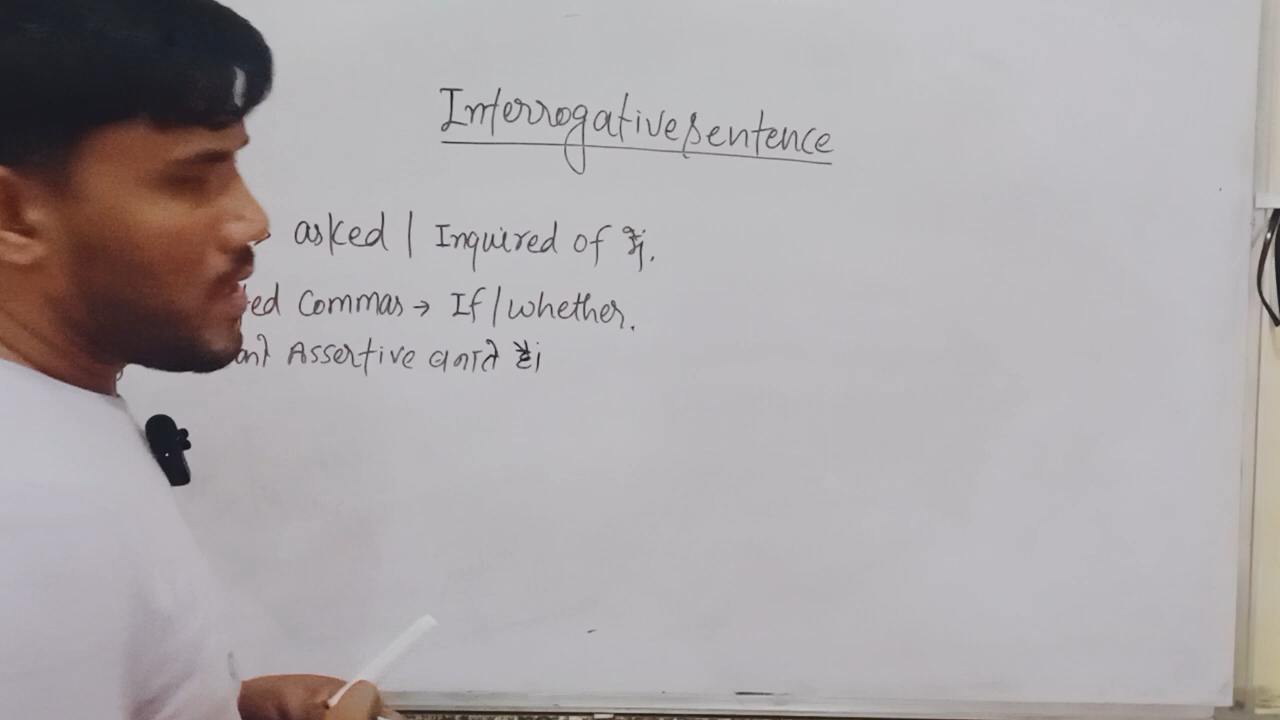 Interrogative sentence
asked / Inquired of में.
ted Commas → If / whether.
Assertive बनाते हैं